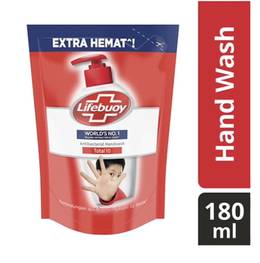 EXTRA HEMAT^!
Lifebuoy
WORLD'S NO. 1
Antibacterial Handwash
Total 10
Hand Wash
180
ml